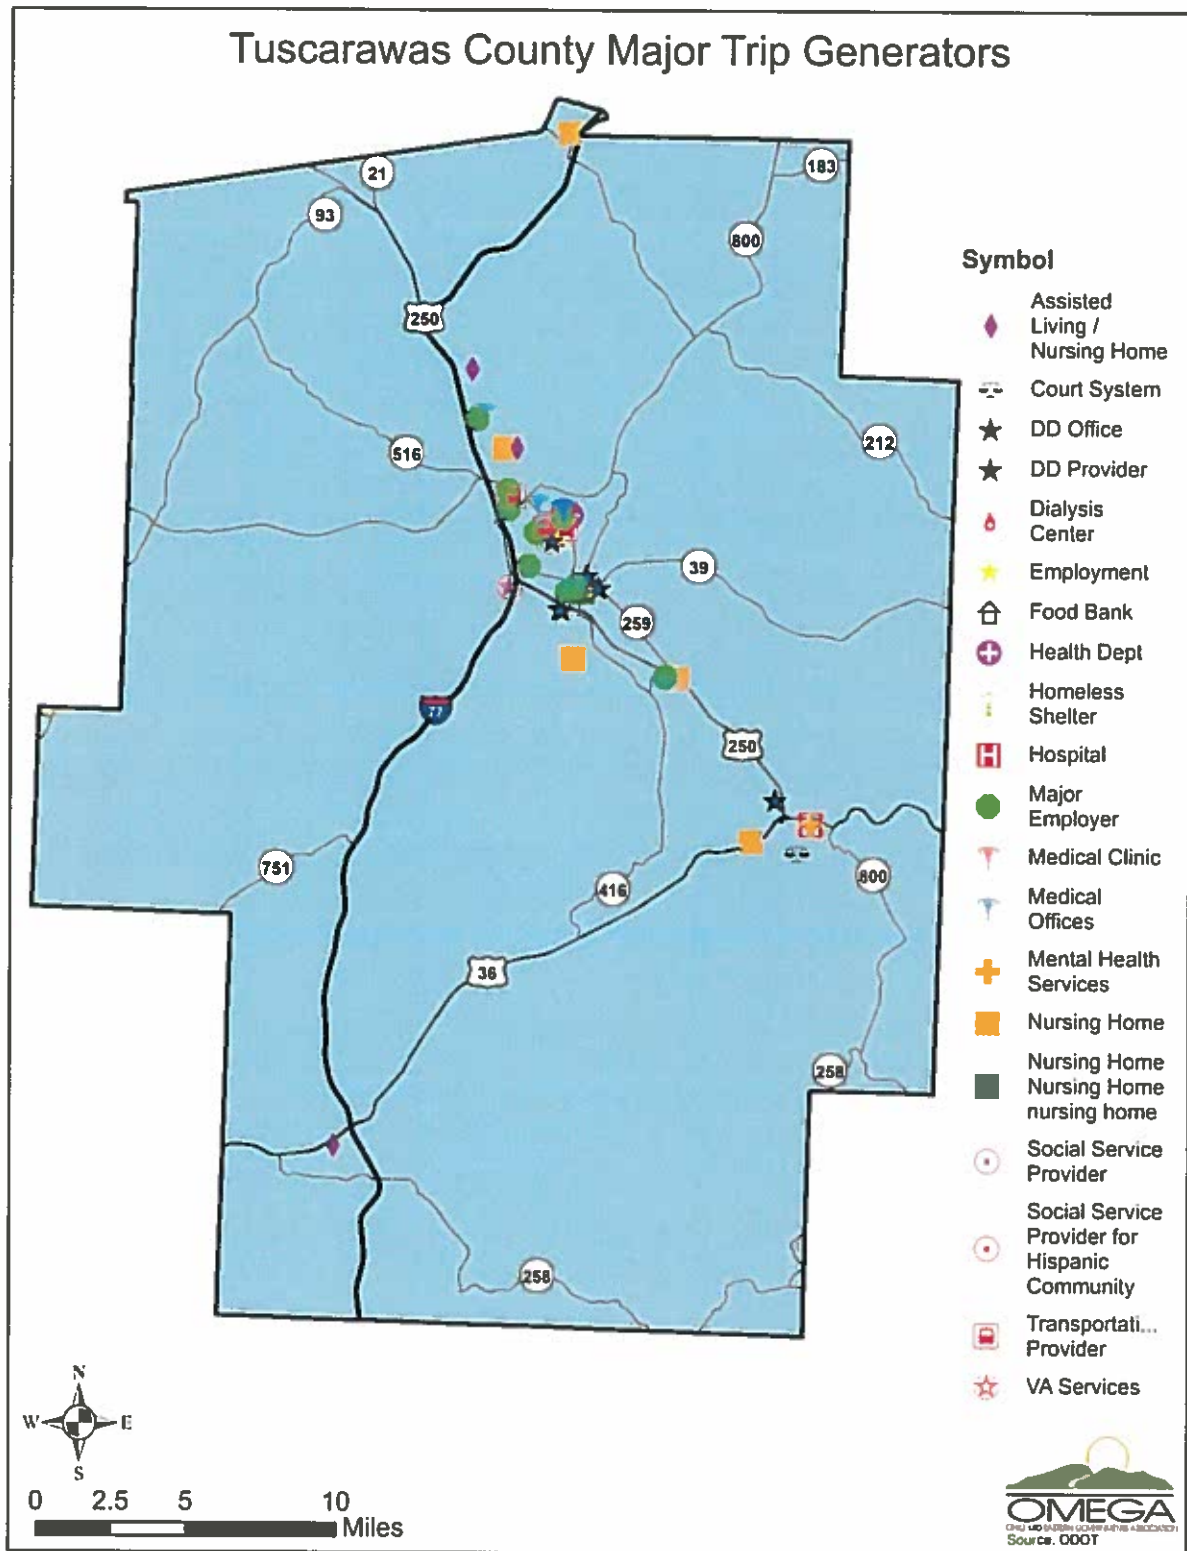 Tuscarawas County Major Trip Generators
21
183
93
800
250
Symbol
Assisted
Living /
Nursing Home
Court System
DD Office
212
516
DD Provider
Dialysis
Center
39
Employment
Food Bank
259
Health Dept
Homeless
Shelter
77
250
Hospital
Major
Employer
Medical Clinic
751
800
416
Medical
Offices
36
Mental Health
Services
Nursing Home
258
Nursing Home
Nursing Home
nursing home
Social Service
Provider
Social Service
Provider for
Hispanic
Community
258
Transportati...
Provider
VA Services
N
W E
S
0 2.5 5 10
Miles
OMEGA
Source: ODOT